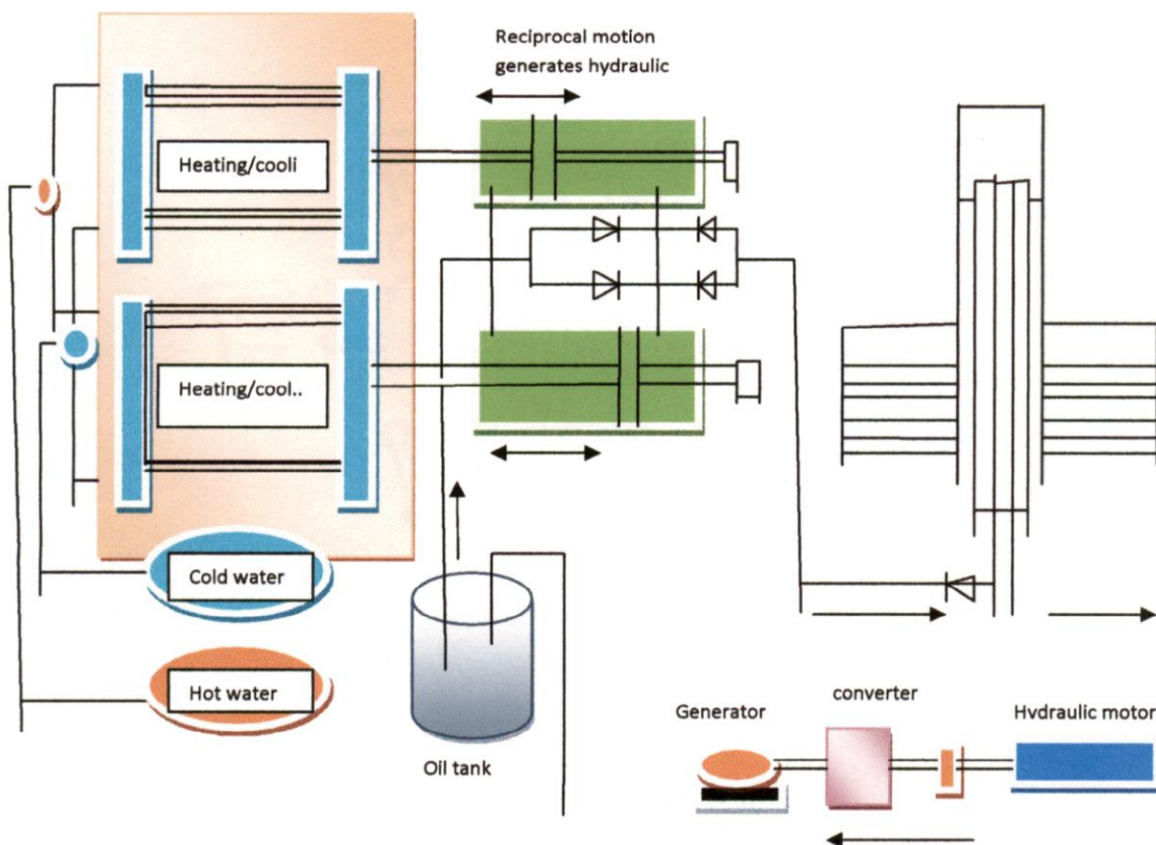 Reciprocal motion
generates hydraulic
Heating/cooli
Heating/cool..
Cold water
Hot water
Oil tank
converter
Generator
Hvdraulic motor